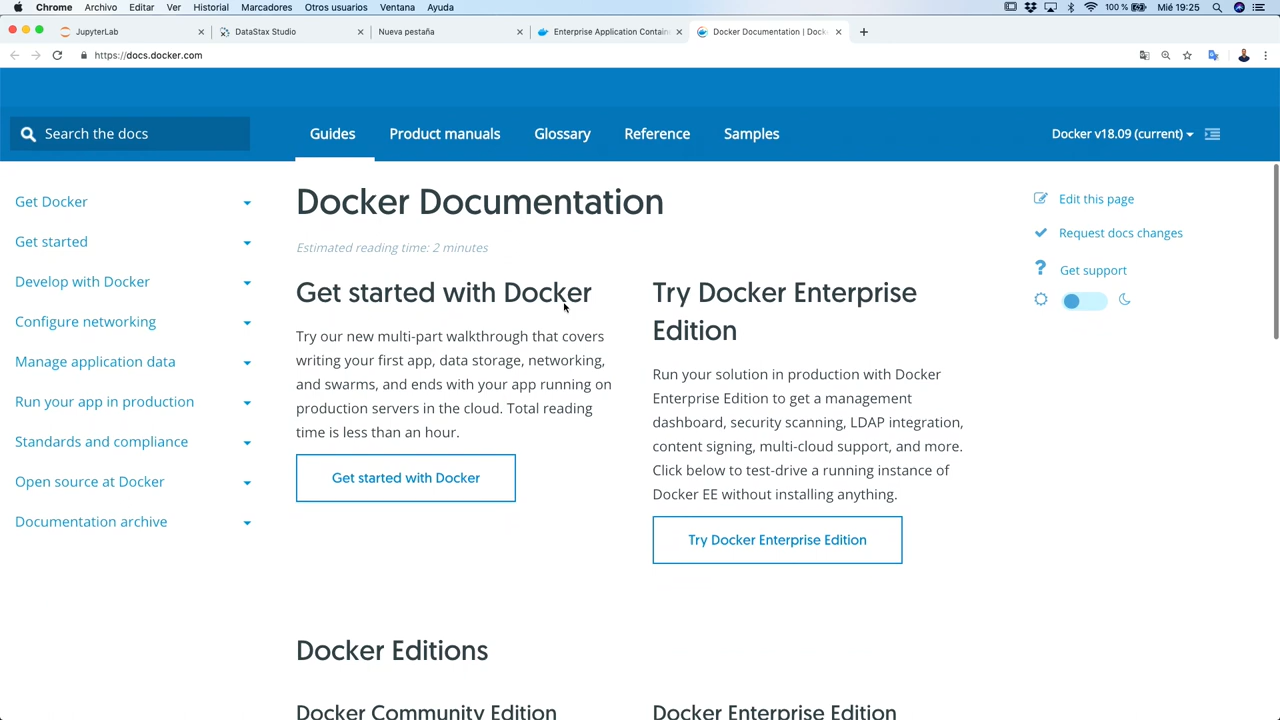 Chrome Archivo Editar Ver Historial Marcadores Otros usuarios Ventana Ayuda 100 % Mié 19:25
JupyterLab DataStax Studio Nueva pestaña Enterprise Application Contain Docker Documentation | Dock
https://docs.docker.com
Search the docs Guides Product manuals Glossary Reference Samples Docker v18.09 (current)
Get Docker
Get started
Develop with Docker
Configure networking
Manage application data
Run your app in production
Standards and compliance
Open source at Docker
Documentation archive
Docker Documentation
Estimated reading time: 2 minutes
Get started with Docker
Try our new multi-part walkthrough that covers
writing your first app, data storage, networking,
and swarms, and ends with your app running on
production servers in the cloud. Total reading
time is less than an hour.
Get started with Docker
Try Docker Enterprise
Edition
Run your solution in production with Docker
Enterprise Edition to get a management
dashboard, security scanning, LDAP integration,
content signing, multi-cloud support, and more.
Click below to test-drive a running instance of
Docker EE without installing anything.
Try Docker Enterprise Edition
Edit this page
Request docs changes
Get support
Docker Editions
Docker Community Edition
Docker Enterprise Edition